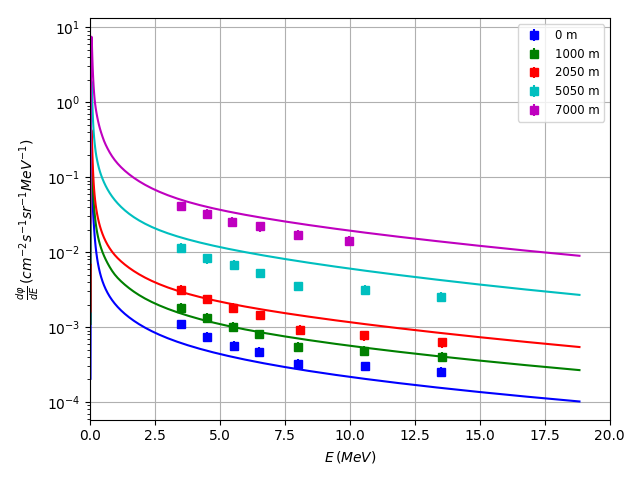 10¹
10⁰
10⁻¹
10⁻²
10⁻³
10⁻⁴
dφ/dE (cm⁻²s⁻¹sr⁻¹MeV⁻¹)
0 m
1000 m
2050 m
5050 m
7000 m
0.0 2.5 5.0 7.5 10.0 12.5 15.0 17.5 20.0
E (MeV)